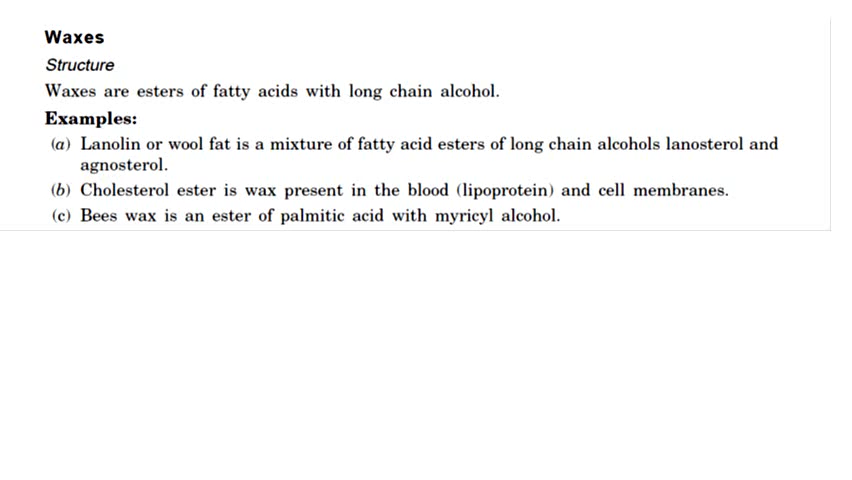 Waxes
Structure
Waxes are esters of fatty acids with long chain alcohol.
Examples:
(a) Lanolin or wool fat is a mixture of fatty acid esters of long chain alcohols lanosterol and
agnosterol.
(b) Cholesterol ester is wax present in the blood (lipoprotein) and cell membranes.
(c) Bees wax is an ester of palmitic acid with myricyl alcohol.